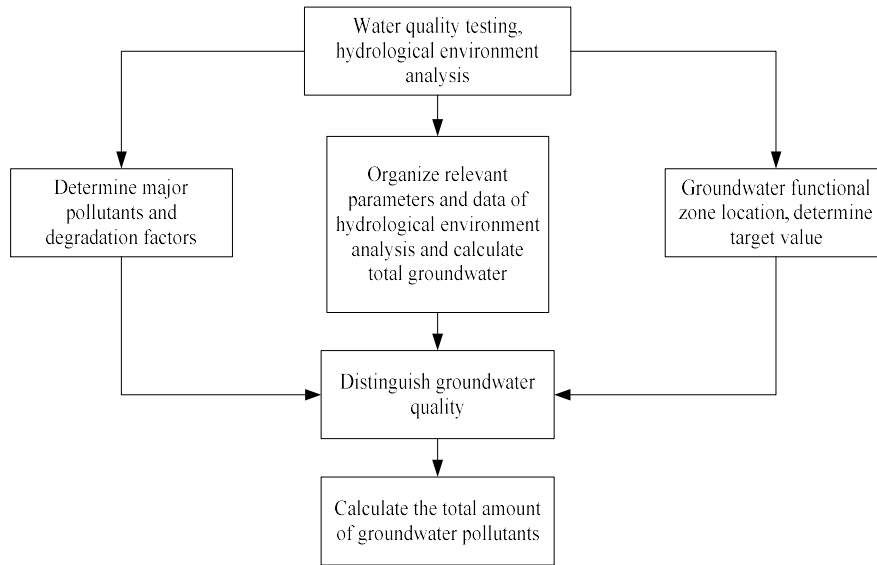 Water quality testing,
hydrological environment
analysis
Determine major
pollutants and
degradation factors
Organize relevant
parameters and data of
hydrological environment
analysis and calculate
total groundwater
Groundwater functional
zone location, determine
target value
Distinguish groundwater
quality
Calculate the total amount
of groundwater pollutants